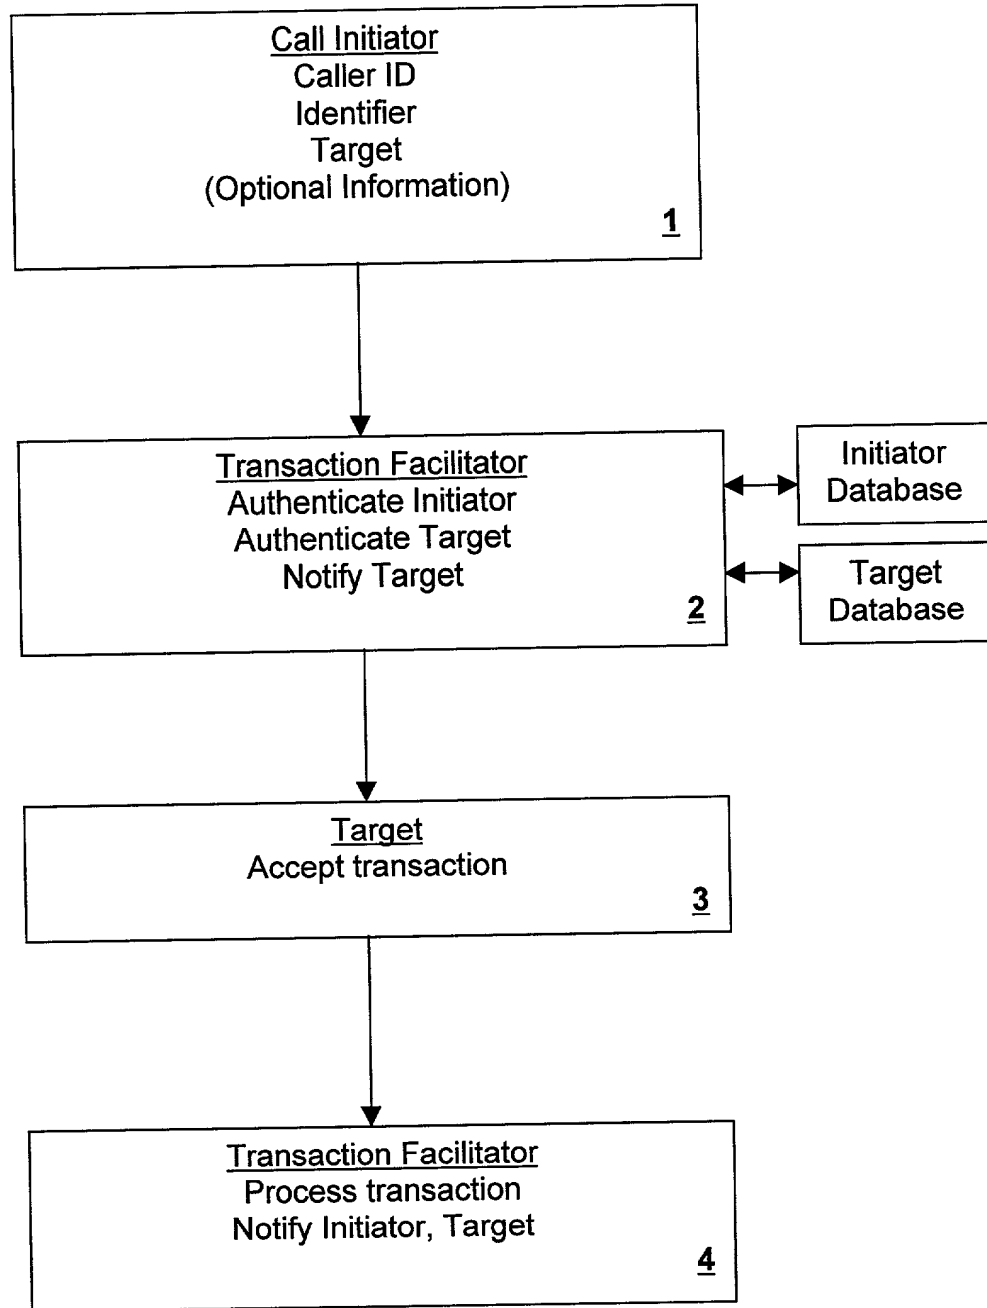 Call Initiator
Caller ID
Identifier
Target
(Optional Information)
1
Transaction Facilitator
Authenticate Initiator
Authenticate Target
Notify Target
2
Initiator
Database
Target
Database
Target
Accept transaction
3
Transaction Facilitator
Process transaction
Notify Initiator, Target
4